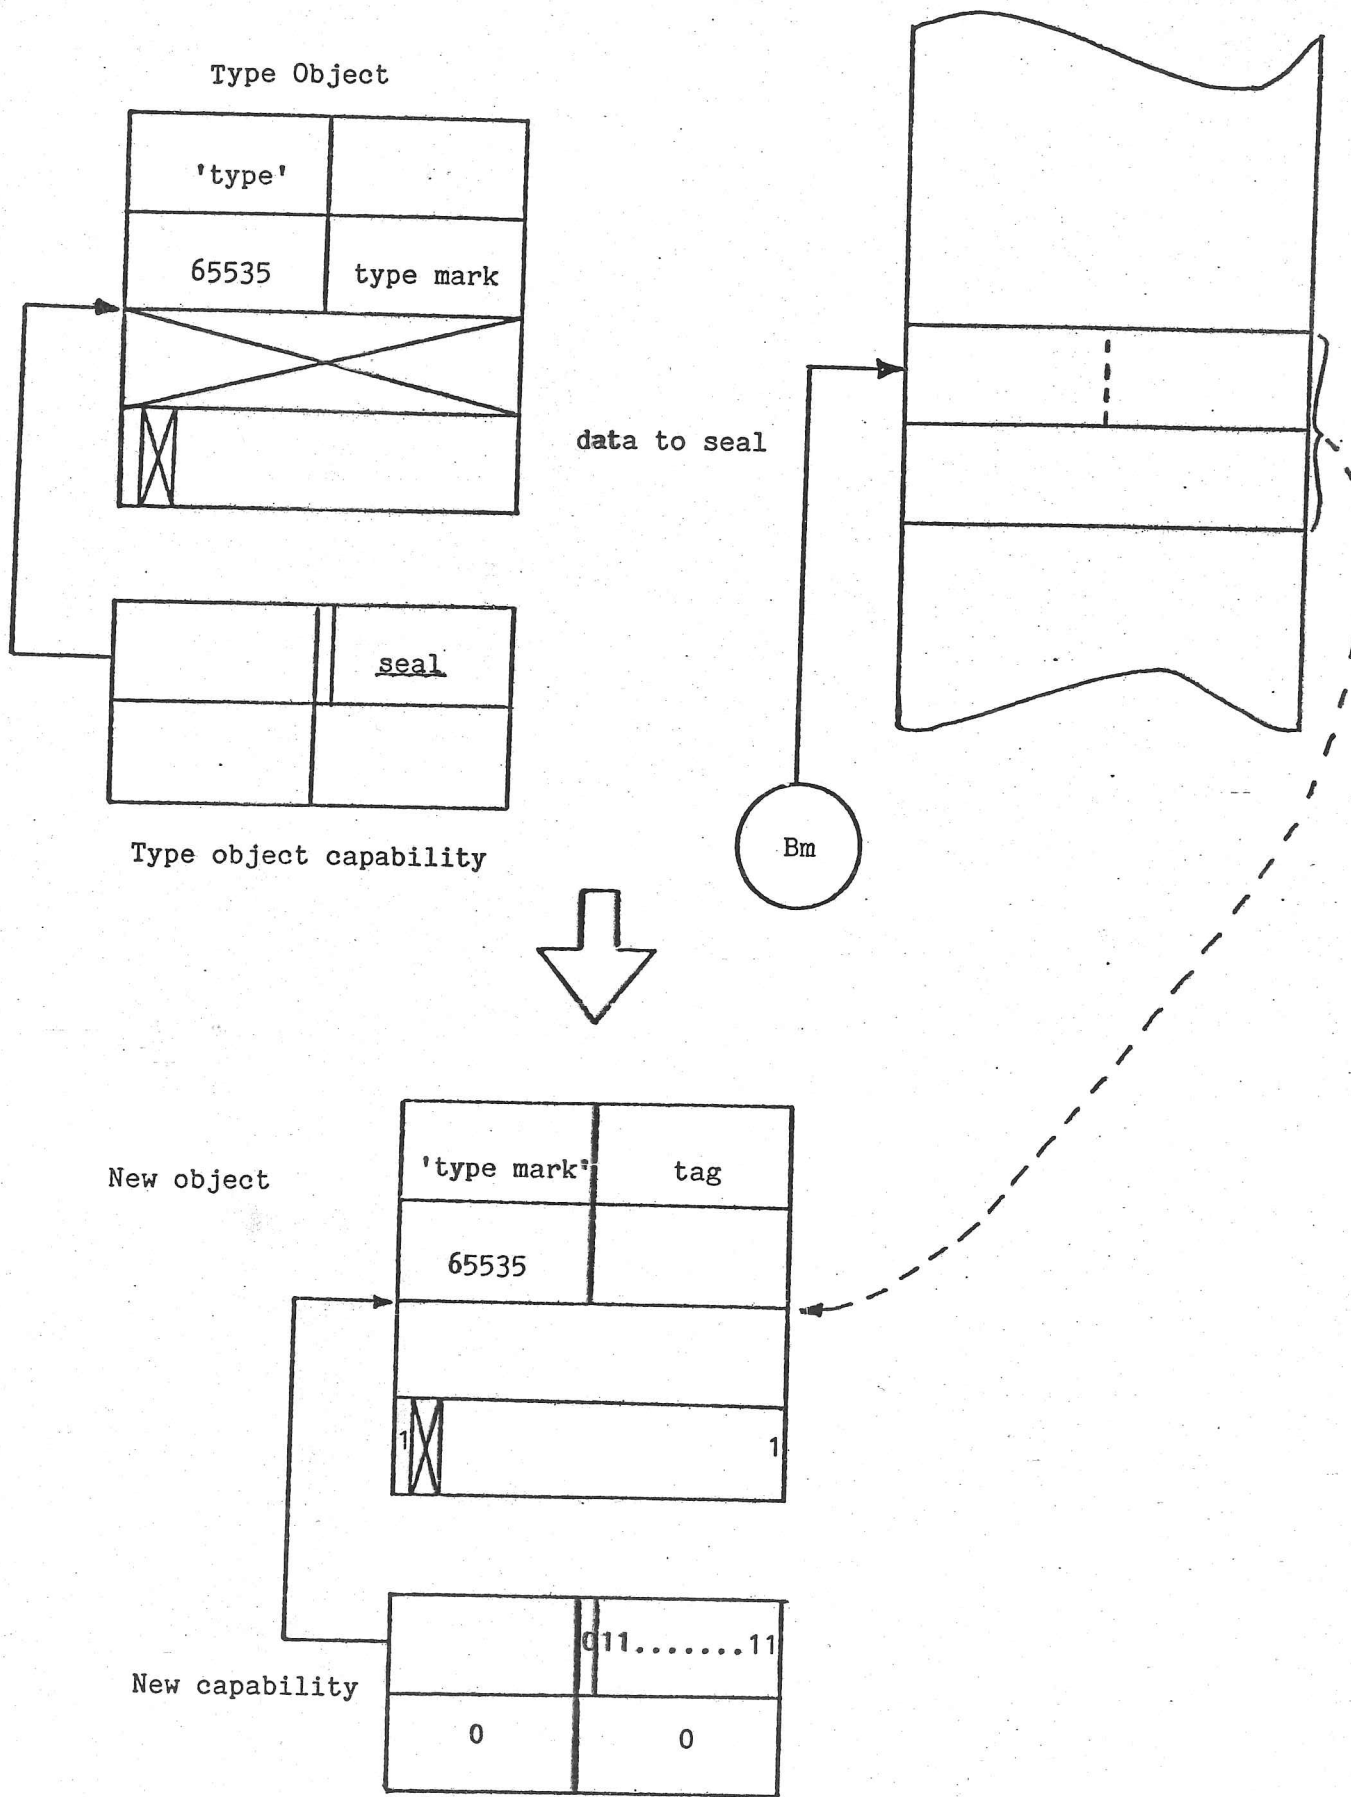 Type Object
'type'
65535 type mark
data to seal
seal
Type object capability
Bm
New object
'type mark' tag
65535
1 1
011.......11
New capability
0 0